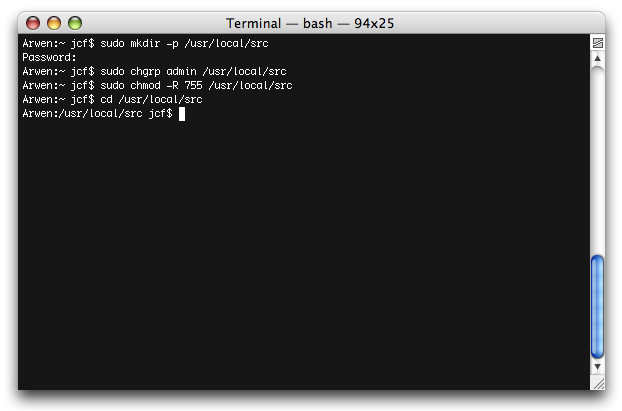 Terminal — bash — 94x25
Arwen:~ jcf$ sudo mkdir -p /usr/local/src
Password:
Arwen:~ jcf$ sudo chgrp admin /usr/local/src
Arwen:~ jcf$ sudo chmod -R 755 /usr/local/src
Arwen:~ jcf$ cd /usr/local/src
Arwen:/usr/local/src jcf$